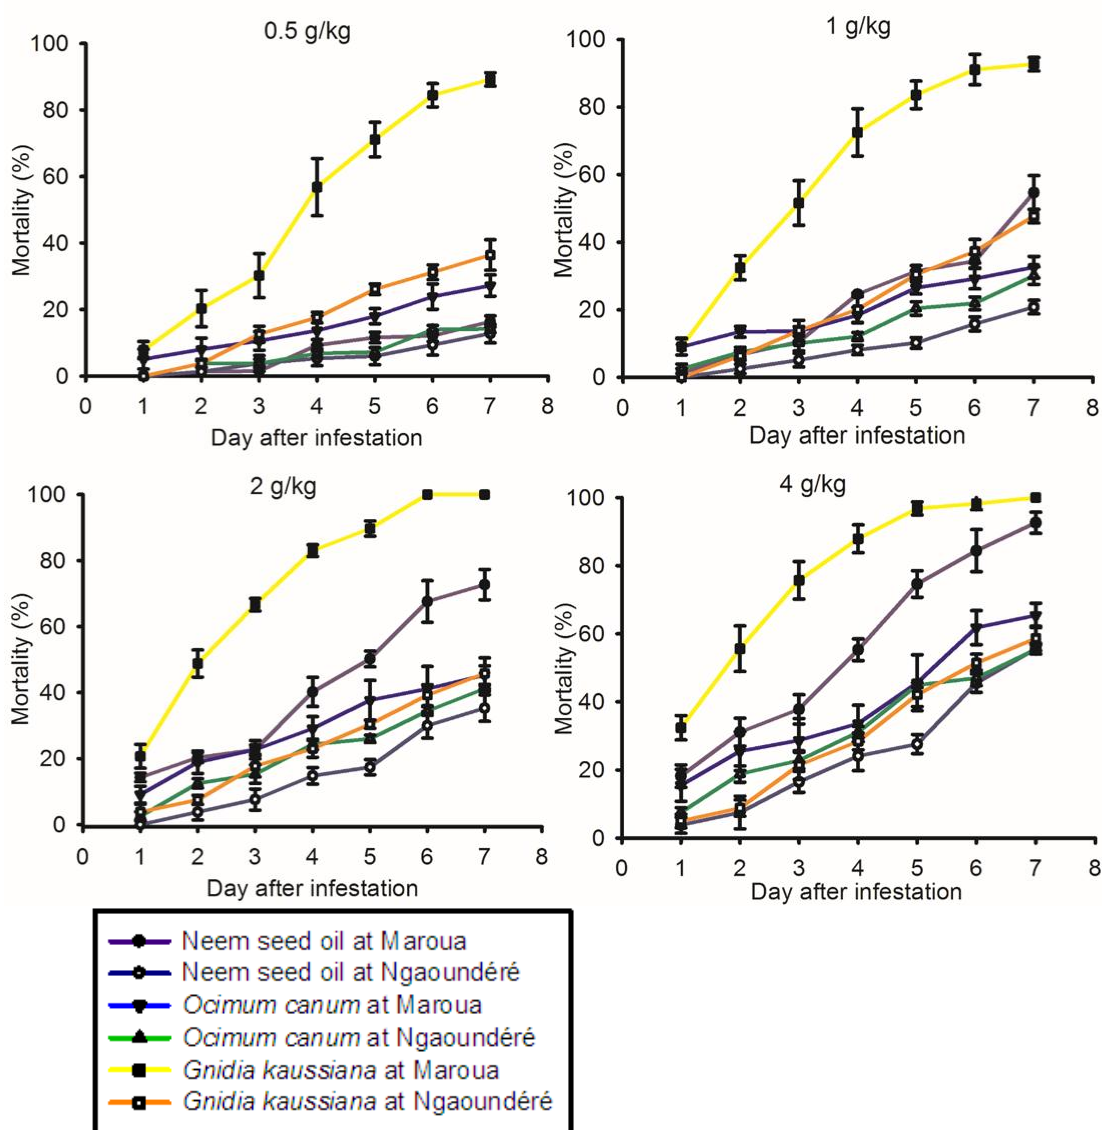 0.5 g/kg
100
80
60
40
20
0
Mortality (%)
0 1 2 3 4 5 6 7 8
Day after infestation
1 g/kg
100
80
60
40
20
0
Mortality (%)
0 1 2 3 4 5 6 7 8
Day after infestation
2 g/kg
100
80
60
40
20
0
Mortality (%)
0 1 2 3 4 5 6 7 8
Day after infestation
4 g/kg
100
80
60
40
20
0
Mortality (%)
0 1 2 3 4 5 6 7 8
Day after infestation
Neem seed oil at Maroua
Neem seed oil at Ngaoundéré
Ocimum canum at Maroua
Ocimum canum at Ngaoundéré
Gnidia kaussiana at Maroua
Gnidia kaussiana at Ngaoundéré